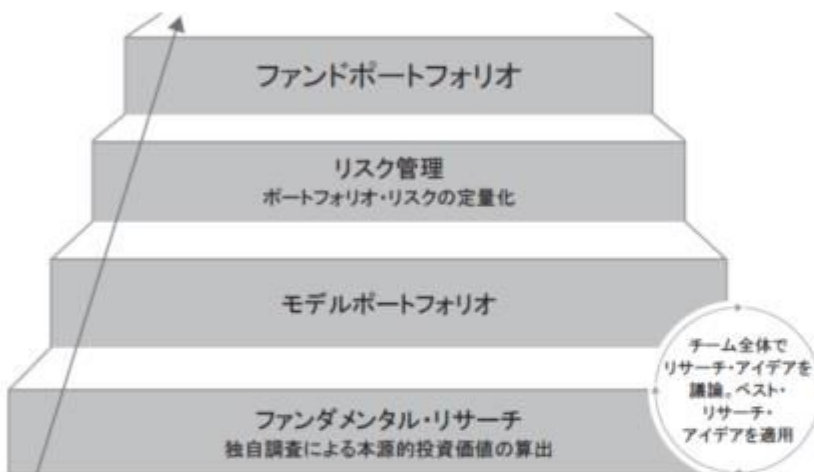 ファンドポートフォリオ
リスク管理
ポートフォリオ・リスクの定量化
モデルポートフォリオ
チーム全体で
リサーチ・アイデアを
議論。ベスト・
リサーチ・
アイデアを適用
ファンダメンタル・リサーチ
独自調査による本源的投資価値の算出